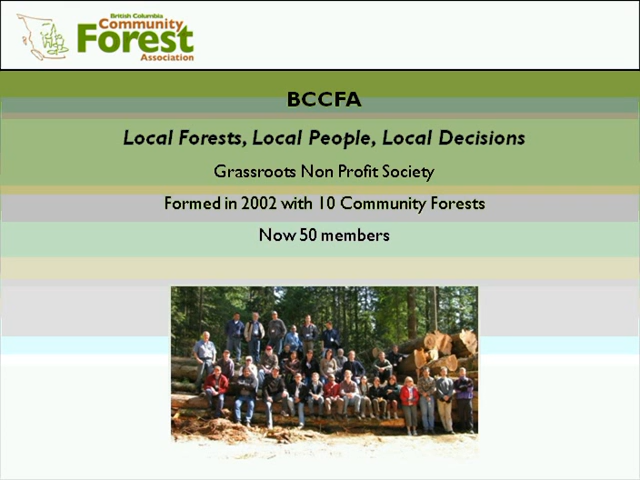 British Columbia
Community
Forest
Association
BCCFA
Local Forests, Local People, Local Decisions
Grassroots Non Profit Society
Formed in 2002 with 10 Community Forests
Now 50 members